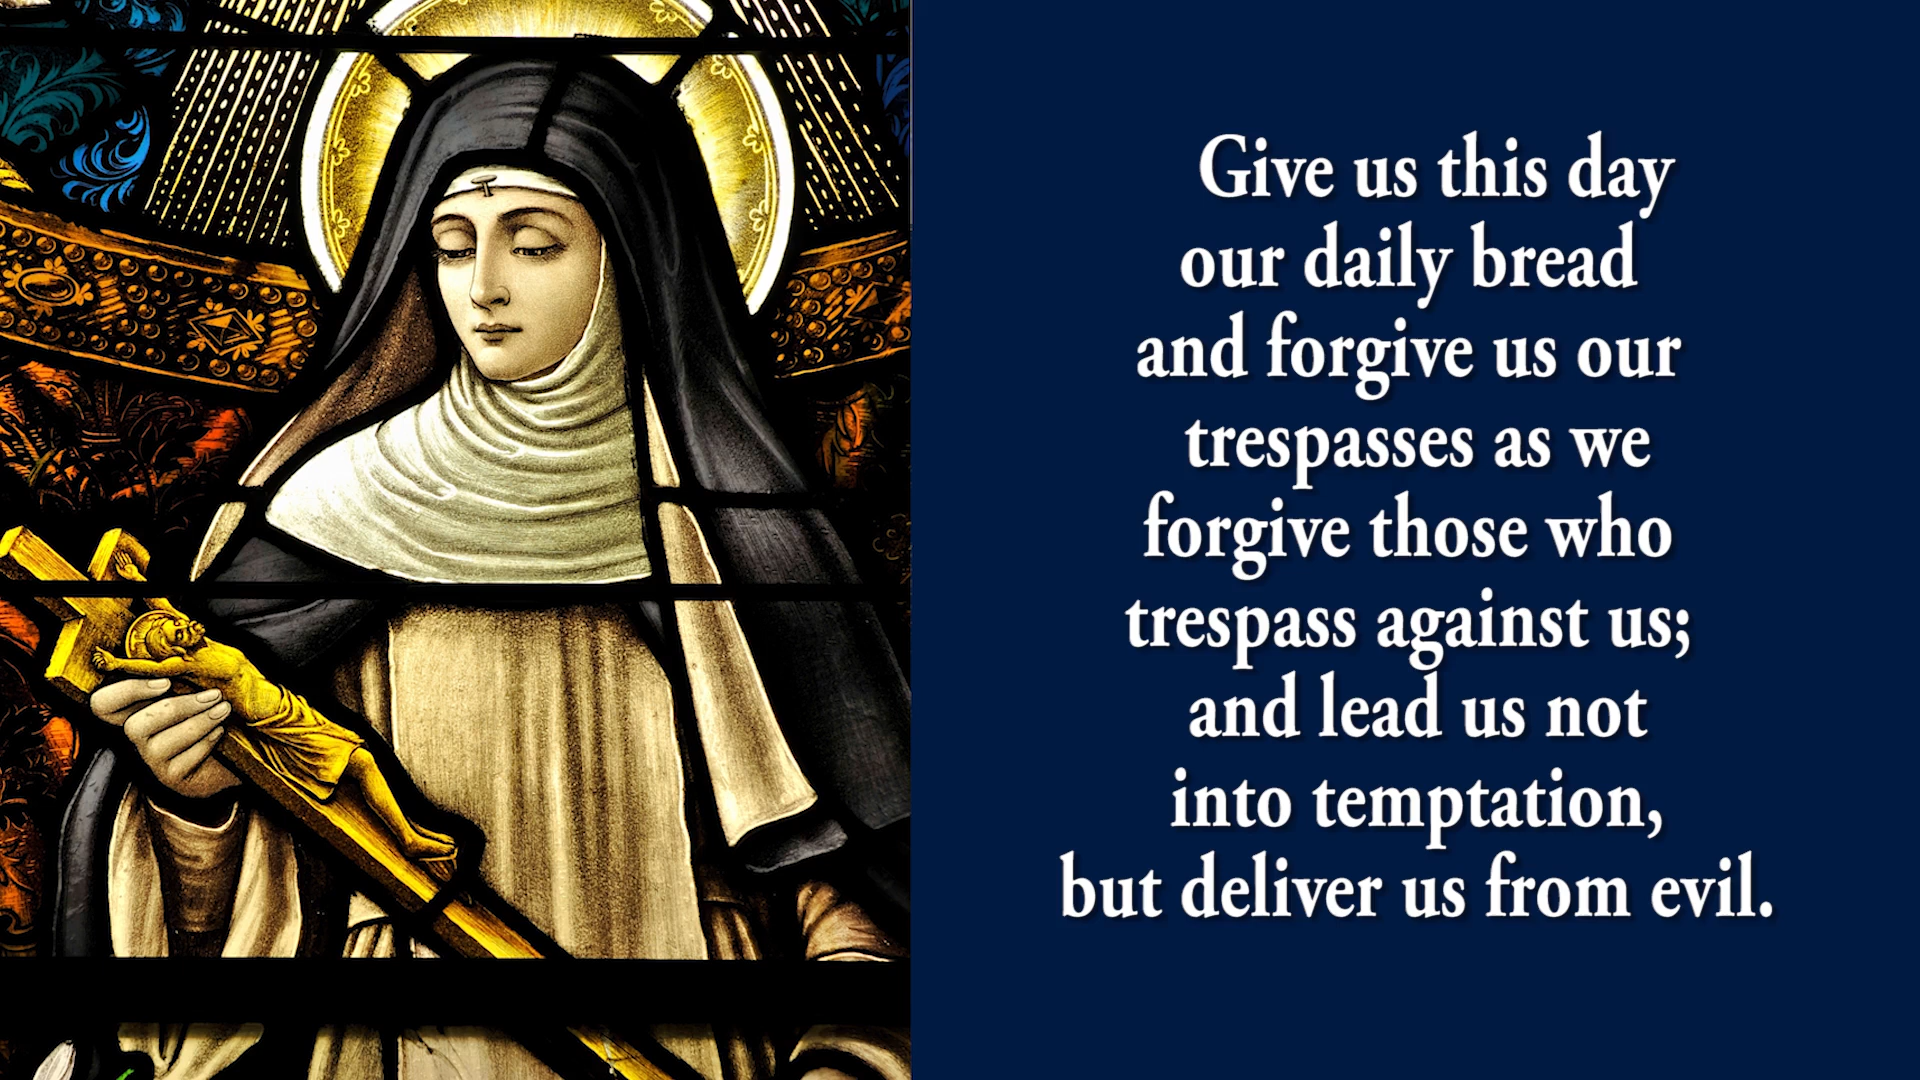 Give us this day
our daily bread
and forgive us our
trespasses as we
forgive those who
trespass against us;
and lead us not
into temptation,
but deliver us from evil.